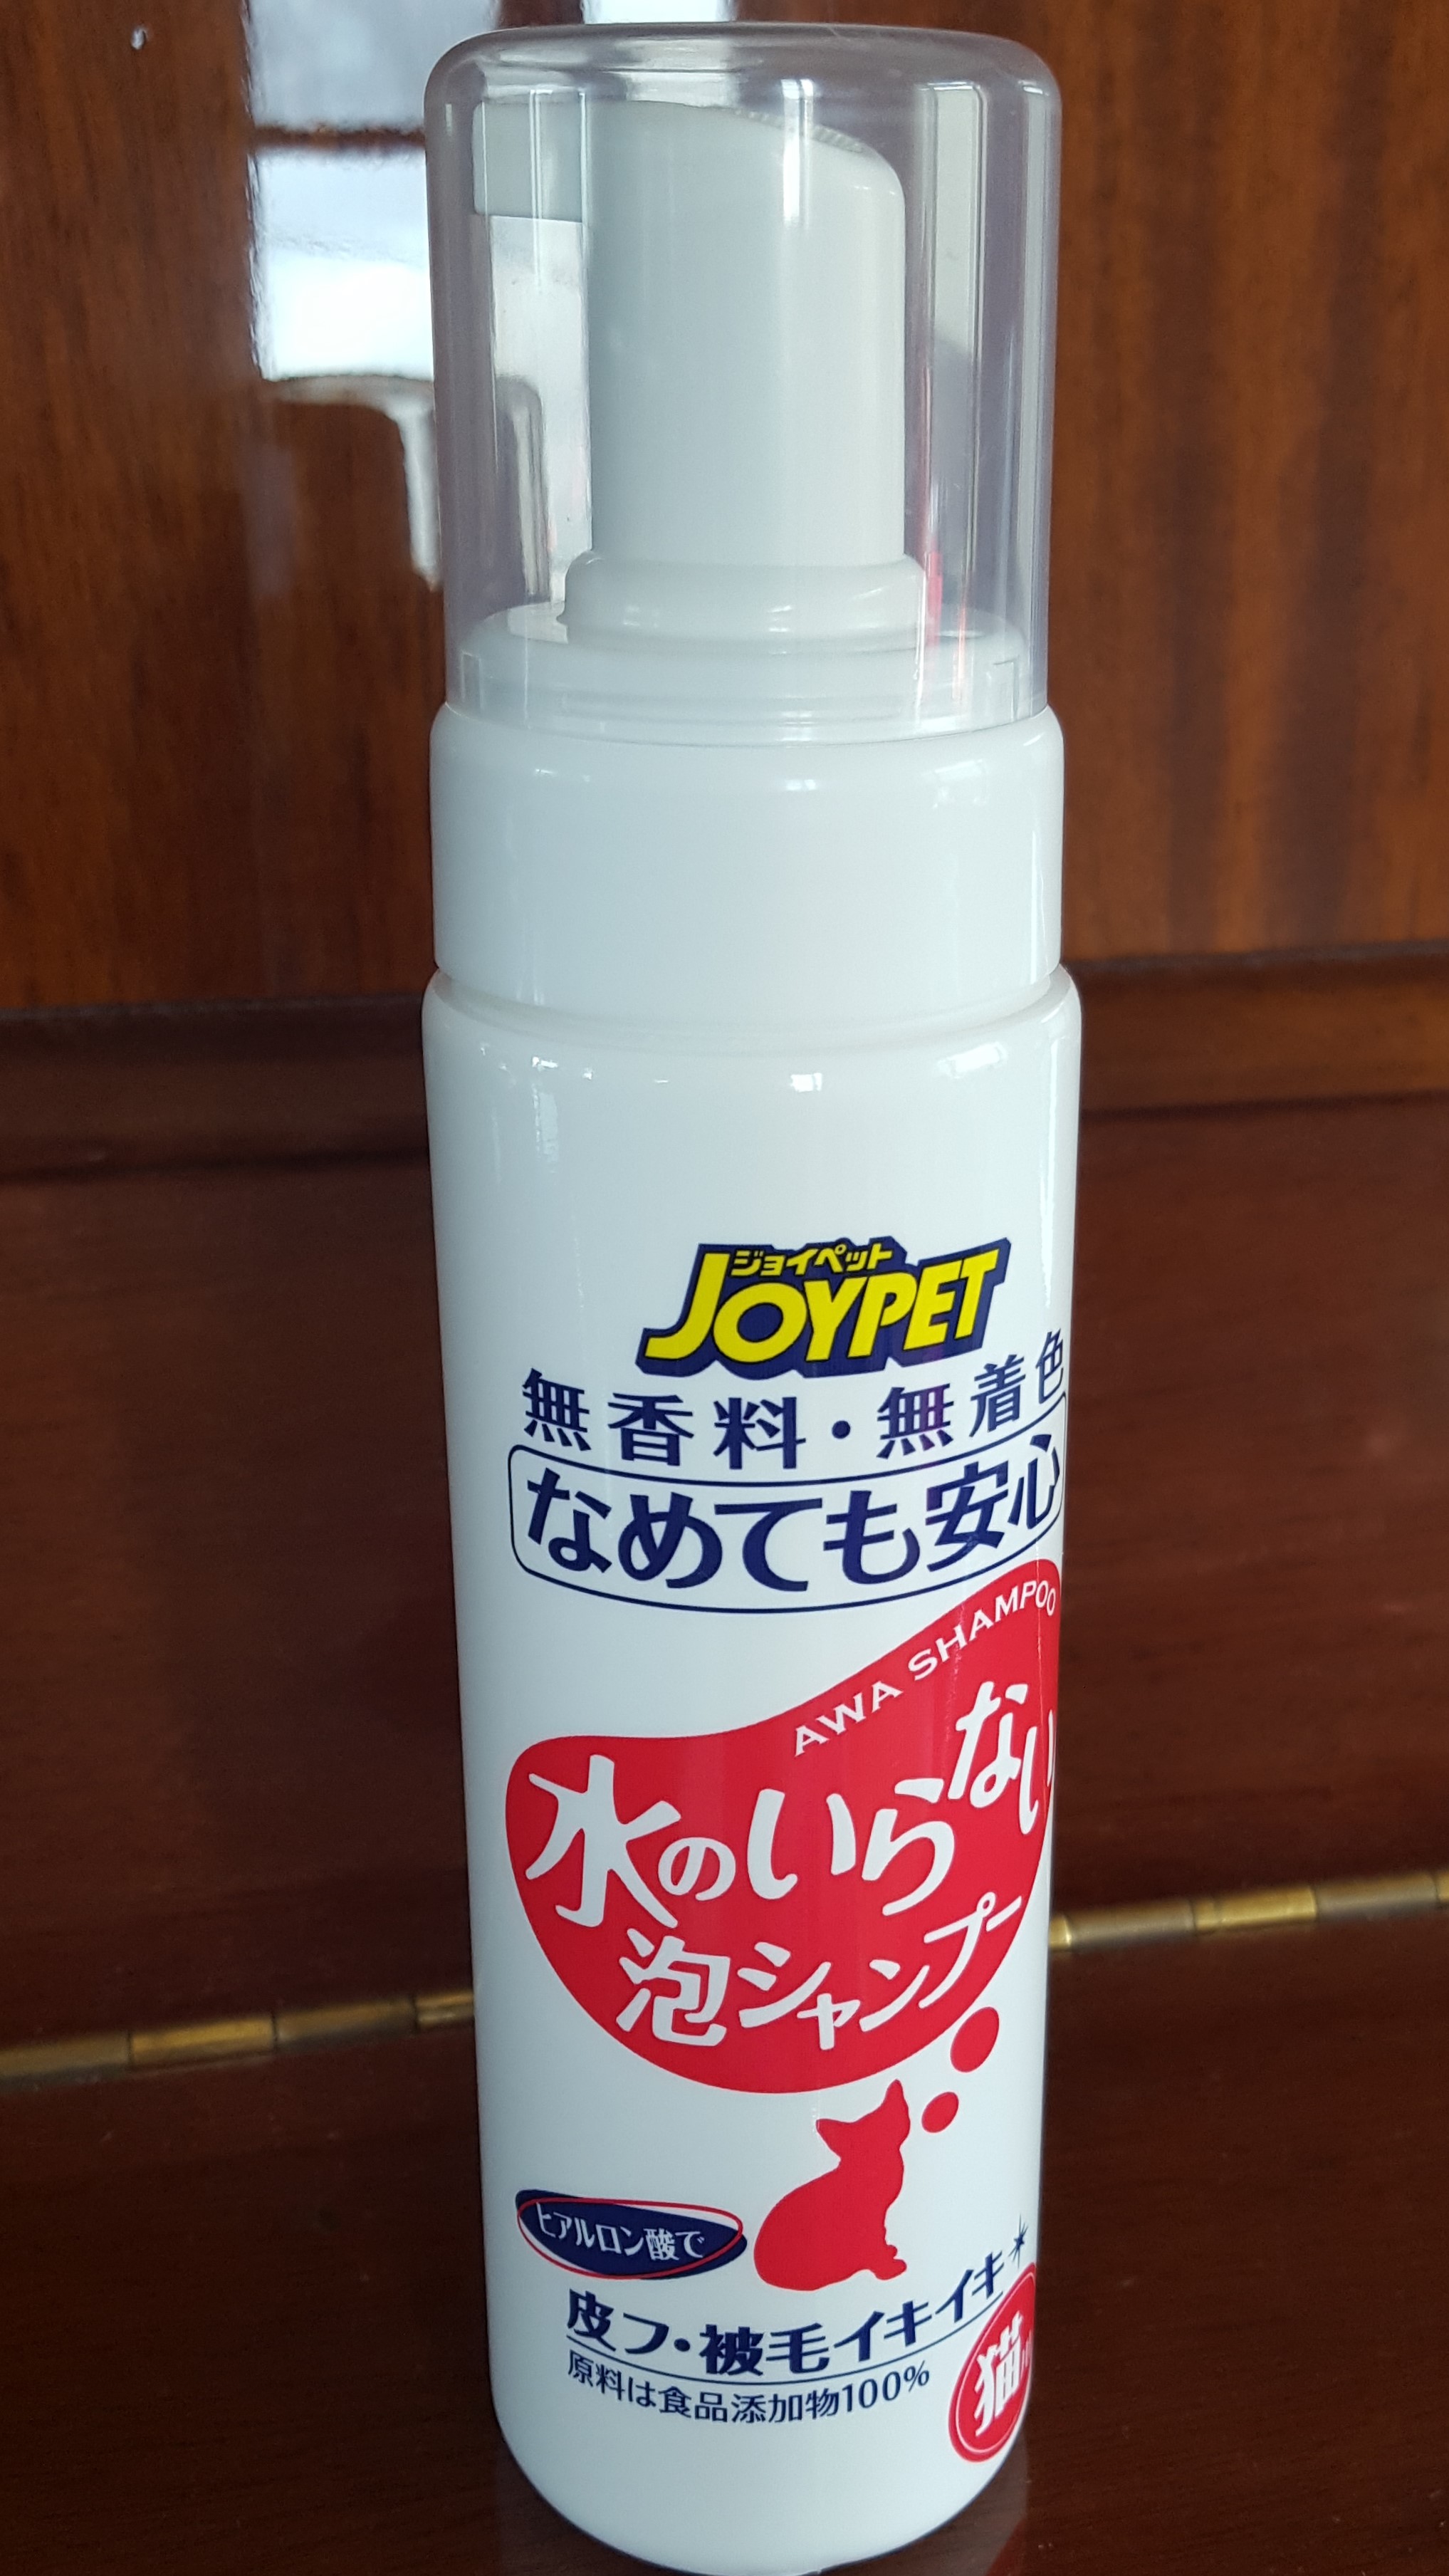 ジョイペット
JOYPET
無香料・無着色
なめても安心
AWA SHAMPOO
水のいらない
泡シャンプー
ヒアルロン酸で
皮フ・被毛イキイキ
原料は食品添加物100%
猫